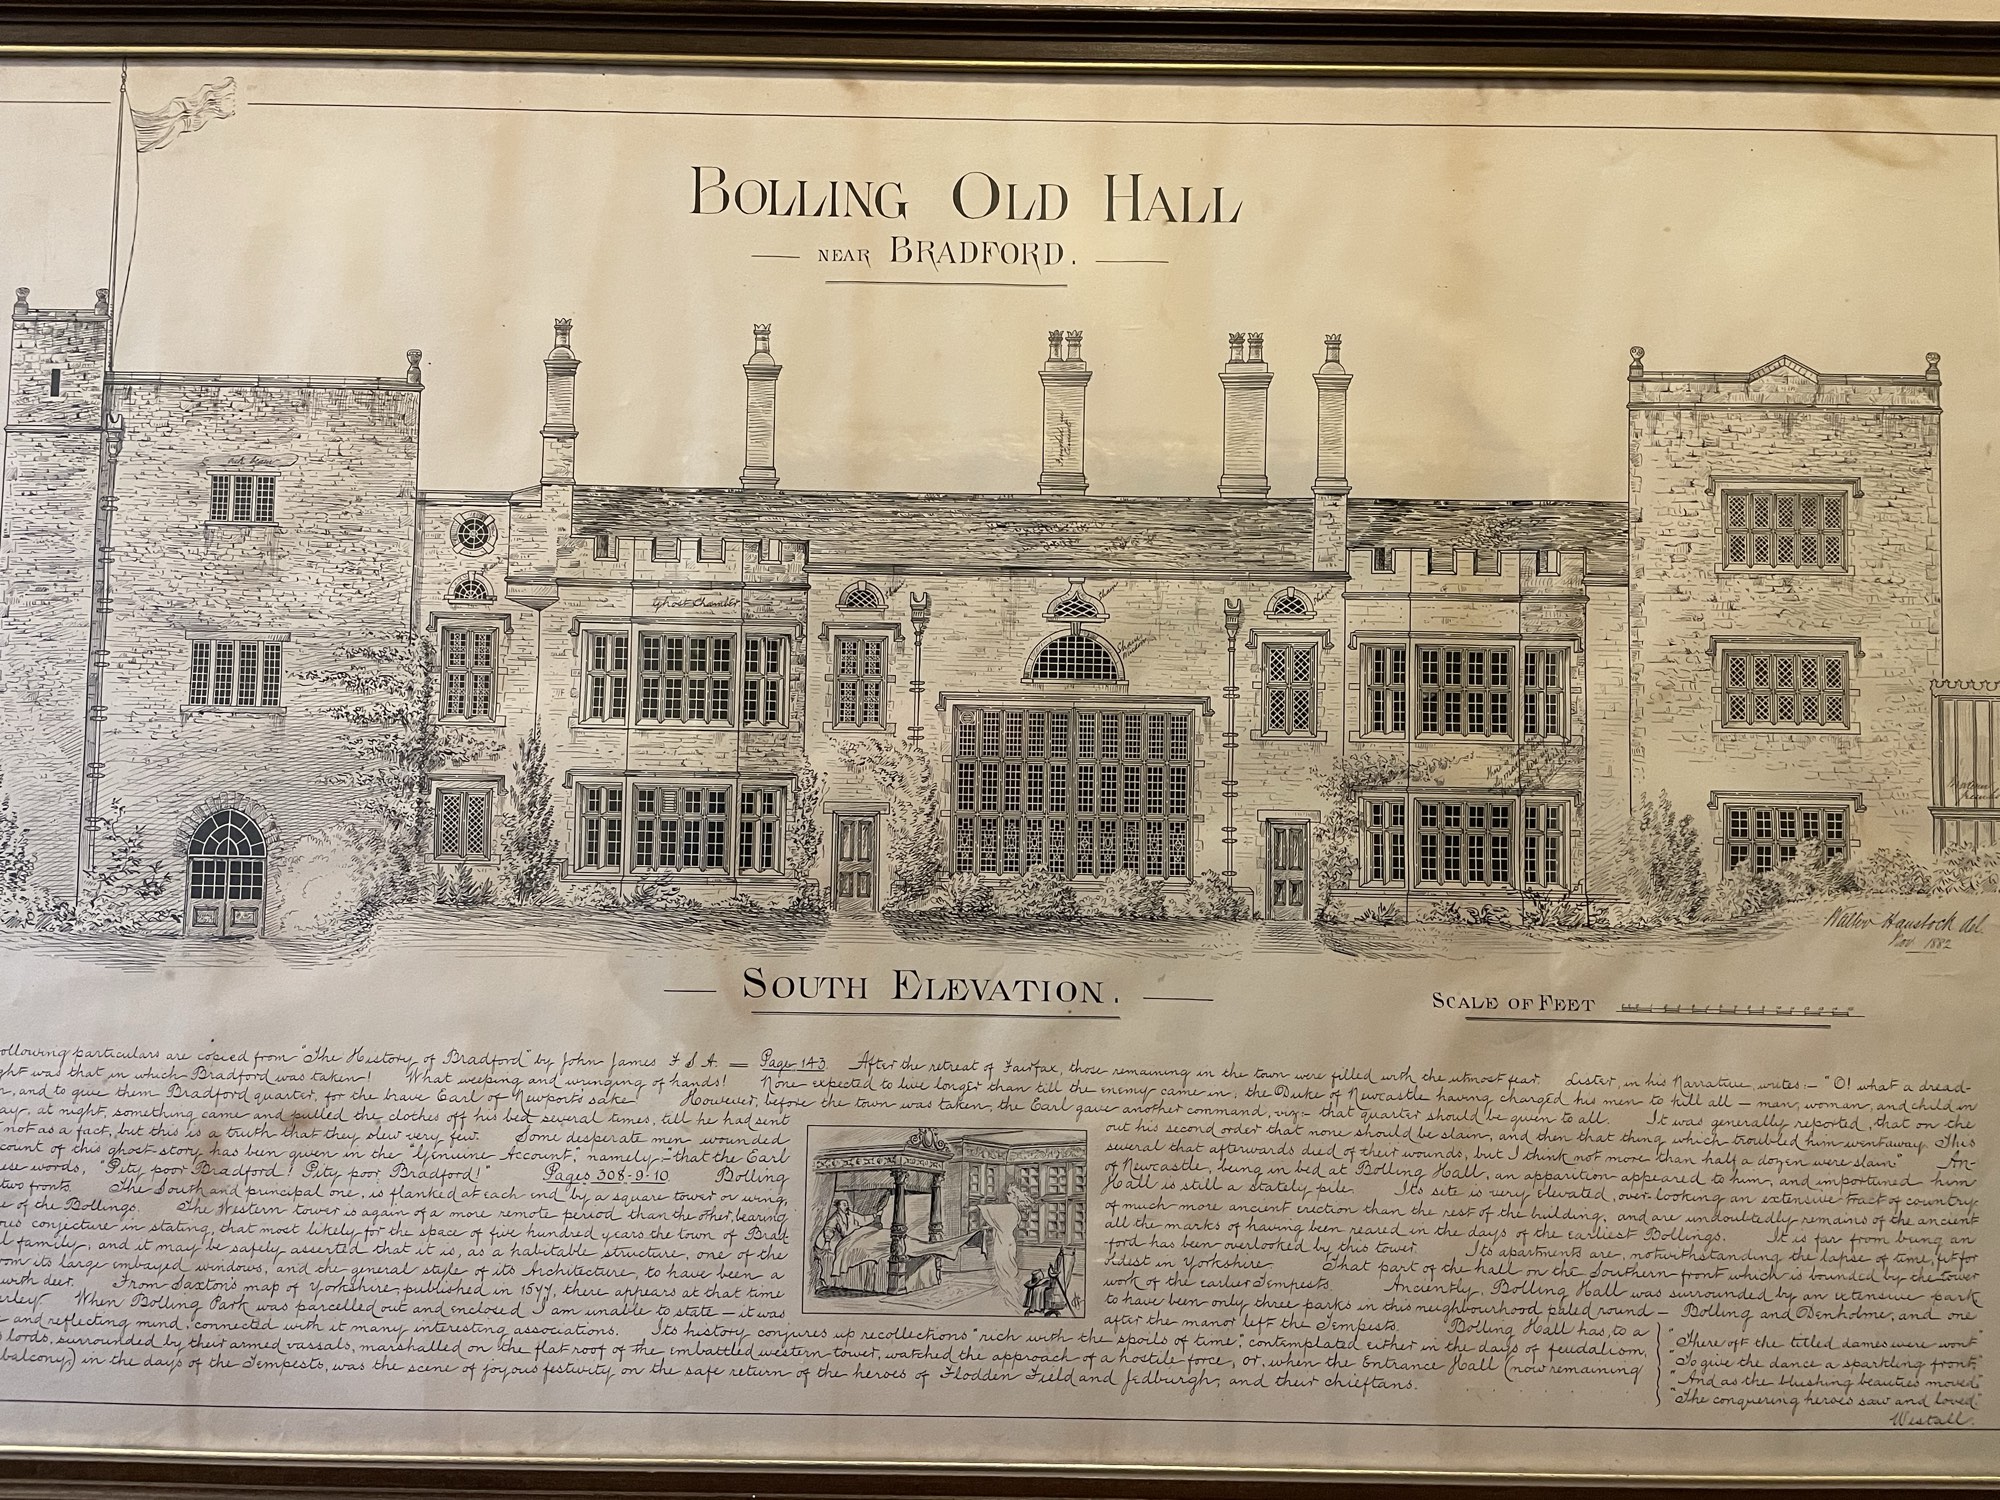 BOLLING OLD HALL
NEAR BRADFORD.
oak beam
Ghost Chamber
Sham
Sham
Sham
Sham
Walter Haustock del.
Nov. 1882
SOUTH ELEVATION.
SCALE OF FEET
ollowing particulars are copied from "The History of Bradford" by John James F.S.A. = Page 143. After the retreat of Fairfax, those remaining in the town were filled with the utmost fear. Lister, in his Narrative, writes:— "O! what a dread-
ght was that in which Bradford was taken! What weeping and wringing of hands! None expected to live longer than till the enemy came in, the Duke of Newcastle having charged his men to kill all — man, woman, and child in
n, and to give them Bradford quarter, for the brave Earl of Newport's sake! However, before the town was taken, the Earl gave another command, viz:— that quarter should be given to all. It was generally reported, that on the
ay, at night, something came and pulled the clothes off his bed several times, till he had sent out his second order that none should be slain, and then that thing which troubled him went away. This
not as a fact, but this is a truth that they slew very few. Some desperate men wounded several that afterwards died of their wounds, but I think not more than half a dozen were slain" An-
count of this ghost story has been given in the "Genuine Account," namely, "that the Earl of Newcastle, being in bed at Bolling Hall, an apparition appeared to him, and importuned him
ese words, "Pity poor Bradford! Pity poor Bradford!" Pages 308-9-10. Bolling Hall is still a stately pile. Its site is very elevated, over-looking an extensive tract of country.
two fronts. The South and principal one, is flanked at each end by a square tower or wing, of much more ancient erection than the rest of the building, and are undoubtedly remains of the ancient
e of the Bollings. The Western tower is again of a more remote period than the other, bearing all the marks of having been reared in the days of the earliest Bollings. It is far from being an
ous conjecture in stating, that most likely for the space of five hundred years the town of Brad ford has been overlooked by this tower. Its apartments are, notwithstanding the lapse of time, fit for
l family; and it may be safely asserted that it is, as a habitable structure, one of the oldest in Yorkshire. That part of the hall on the Southern front which is bounded by the tower
om its large embayed windows, and the general style of its Architecture, to have been a work of the earlier Tempests. Anciently, Bolling Hall was surrounded by an extensive park
with deer. From Saxton's map of Yorkshire, published in 1577, there appears at that time to have been only three parks in this neighbourhood paled round — Bolling and Denholme, and one
erley. When Bolling Park was parcelled out and enclosed I am unable to state — it was after the manor left the Tempests. Bolling Hall has, to a
and reflecting mind, connected with it many interesting associations. Its history conjures up recollections "rich with the spoils of time", contemplated either in the days of feudalism,
lords, surrounded by their armed vassals, marshalled on the flat roof of the embattled western tower, watched the approach of a hostile force, or, when the Entrance Hall (now remaining
balcony,) in the days of the Tempests, was the scene of joyous festivity on the safe return of the heroes of Flodden Field and Jedburgh, and their chieftans.
"There oft the titled dames were wont"
"To give the dance a sparkling front;"
"And as the blushing beauties moved,"
"The conquering heroes saw and loved."
Westall.